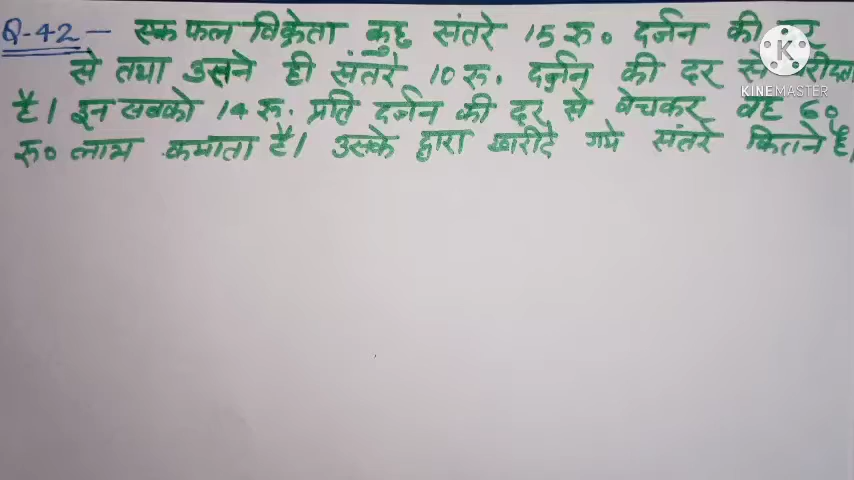 Q-42- एक फल विक्रेता कुछ संतरे 15 रू० दर्जन की दर
से तथा उसने ही संतरे 10 रू. दर्जन की दर से
है। इन सबको 14 रू. प्रति दर्जन की दर से बेचकर वह 60
रू० लाभ कमाता है। उसके द्वारा खारीदे गये संतरे कितने है।
KINEMASTER